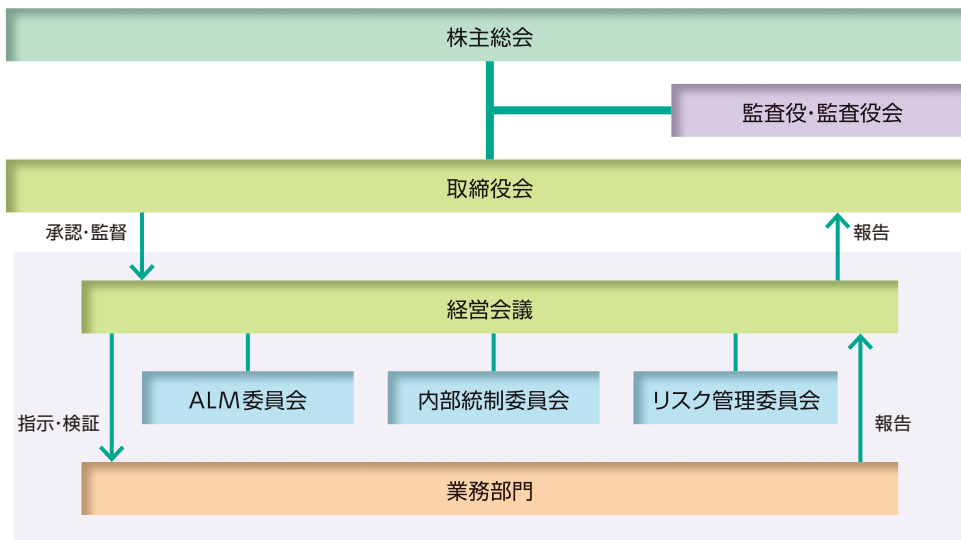 株主総会
監査役・監査役会
取締役会
承認・監督
報告
経営会議
ALM委員会
内部統制委員会
リスク管理委員会
指示・検証
報告
業務部門